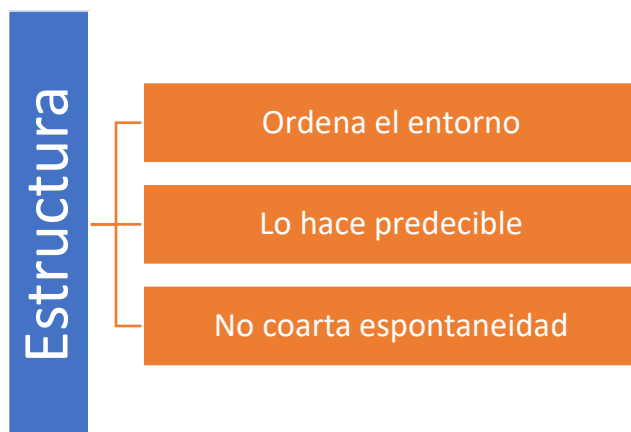 Estructura
Ordena el entorno
Lo hace predecible
No coarta espontaneidad